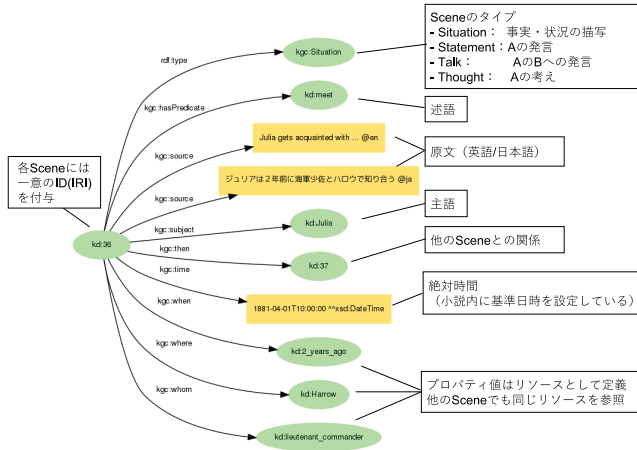 Sceneのタイプ
- Situation： 事実・状況の描写
- Statement：Aの発言
- Talk： AのBへの発言
- Thought： Aの考え
kgc:Situation
rdf:type
kd:meet
述語
kgc:hasPredicate
Julia gets acquainted with ... @en
原文（英語/日本語）
kgc:source
各Sceneには
一意のID(IRI)
を付与
ジュリアは２年前に海軍少佐とハロウで知り合う @ja
kgc:source
kd:Julia
主語
kgc:subject
kd:36
kgc:then
kd:37
他のSceneとの関係
kgc:time
1881-04-01T10:00:00 ^^xsd:DateTime
絶対時間
（小説内に基準日時を設定している）
kgc:when
kd:2_years_ago
kgc:where
kd:Harrow
プロパティ値はリソースとして定義
他のSceneでも同じリソースを参照
kgc:whom
kd:lieutenant_commander